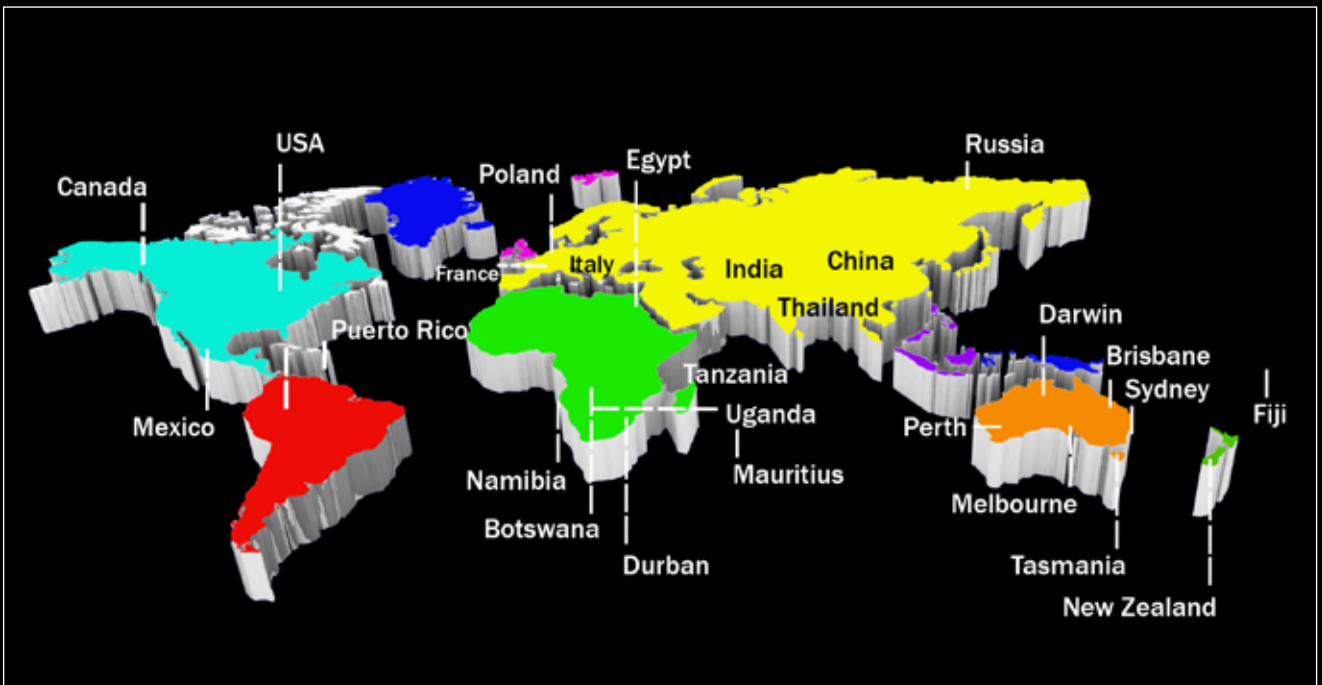 USA
Russia
Egypt
Poland
Canada
France
Italy
India
China
Thailand
Darwin
Puerto Rico
Brisbane
Tanzania
Sydney
Uganda
Fiji
Mexico
Perth
Mauritius
Namibia
Melbourne
Botswana
Durban
Tasmania
New Zealand